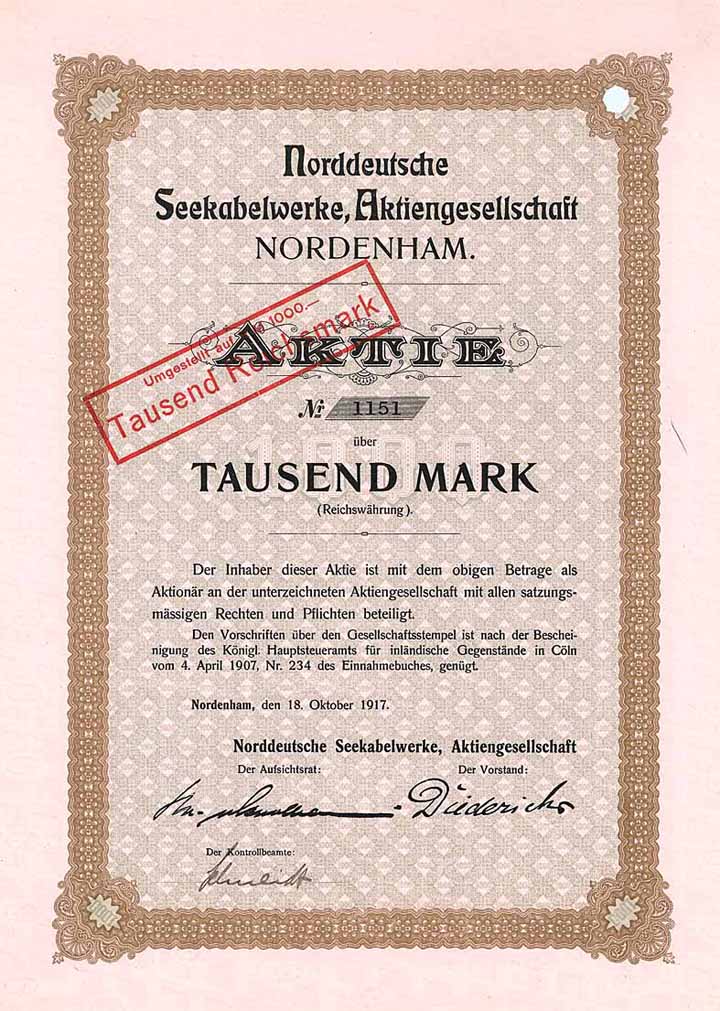 Norddeutsche
Seekabelwerke, Aktiengesellschaft
NORDENHAM.
Umgestellt auf 1000.—
Tausend Reichsmark
AKTIE
Nr 1151
über
1000
TAUSEND MARK
(Reichswährung).
Der Inhaber dieser Aktie ist mit dem obigen Betrage als
Aktionär an der unterzeichneten Aktiengesellschaft mit allen satzungs-
mässigen Rechten und Pflichten beteiligt.
Den Vorschriften über den Gesellschaftsstempel ist nach der Beschei-
nigung des Königl. Hauptsteueramts für inländische Gegenstände in Cöln
vom 4. April 1907, Nr. 234 des Einnahmebuches, genügt.
Nordenham, den 18. Oktober 1917.
Norddeutsche Seekabelwerke, Aktiengesellschaft
Der Aufsichtsrat: Der Vorstand:
Diederichs
Der Kontrollbeamte:
Schmidt